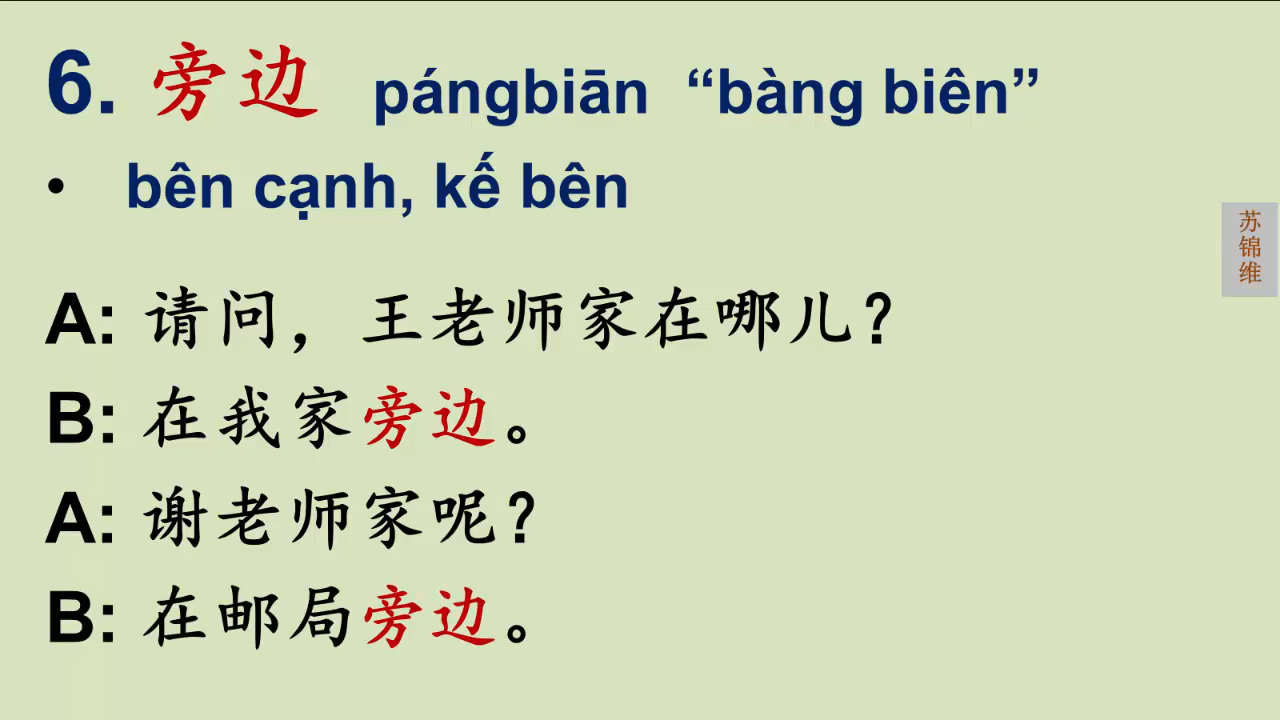 6. 旁边 pángbiān “bàng biên”
• bên cạnh, kế bên
A: 请问，王老师家在哪儿？
B: 在我家旁边。
A: 谢老师家呢？
B: 在邮局旁边。
苏
锦
维